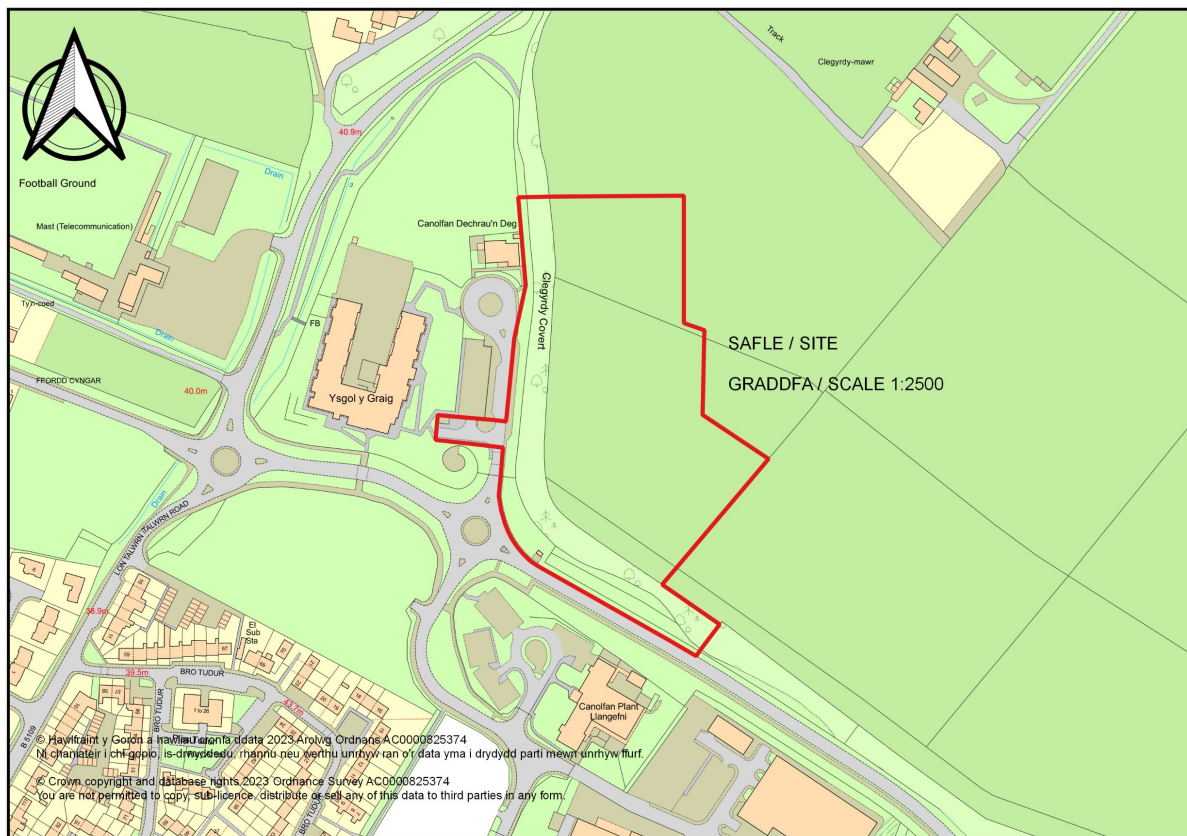 Track
Clegyrdy-mawr
40.9m
Drain
Football Ground
Mast (Telecommunication)
Canolfan Dechrau'n Deg
Clegyrdy Covert
Tyn-coed
Drain
FB
SAFLE / SITE
GRADDFA / SCALE 1:2500
FFORDD CYNGAR
40.0m
Ysgol y Graig
Drain
LON TALWRN / TALWRN ROAD
38.9m
El
Sub
Sta
59
67
69
BRO TUDUR
39.5m
43.7m
BRO TUDUR
1 to 26
B 5109
Canolfan Plant
Llangefni
BRO TUDUR
© Hawlfraint y Goron a hawliau cronfa ddata 2023 Arolwg Ordnans AC0000825374
Ni chaniateir i chi gopïo, is-drwyddedu, rhannu neu werthu unrhyw ran o'r data yma i drydydd parti mewn unrhyw ffurf.
© Crown copyright and database rights 2023 Ordnance Survey AC0000825374
You are not permitted to copy, sub-licence, distribute or sell any of this data to third parties in any form.